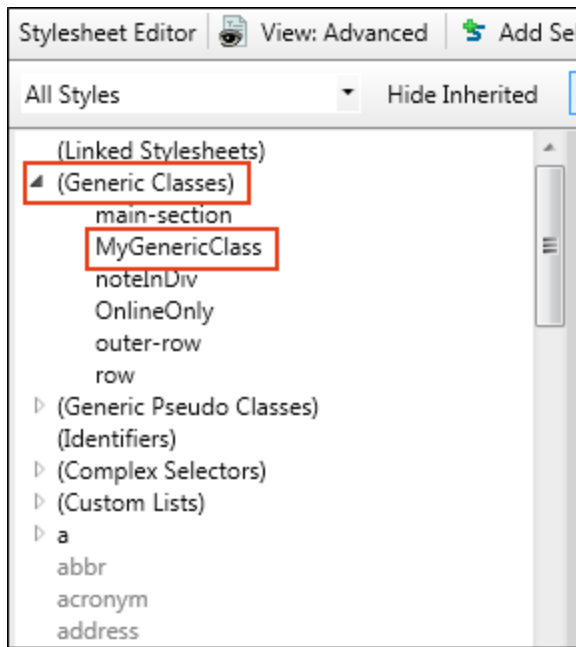 Stylesheet Editor View: Advanced Add Sel
All Styles Hide Inherited
(Linked Stylesheets)
(Generic Classes)
main-section
MyGenericClass
noteInDiv
OnlineOnly
outer-row
row
(Generic Pseudo Classes)
(Identifiers)
(Complex Selectors)
(Custom Lists)
a
abbr
acronym
address